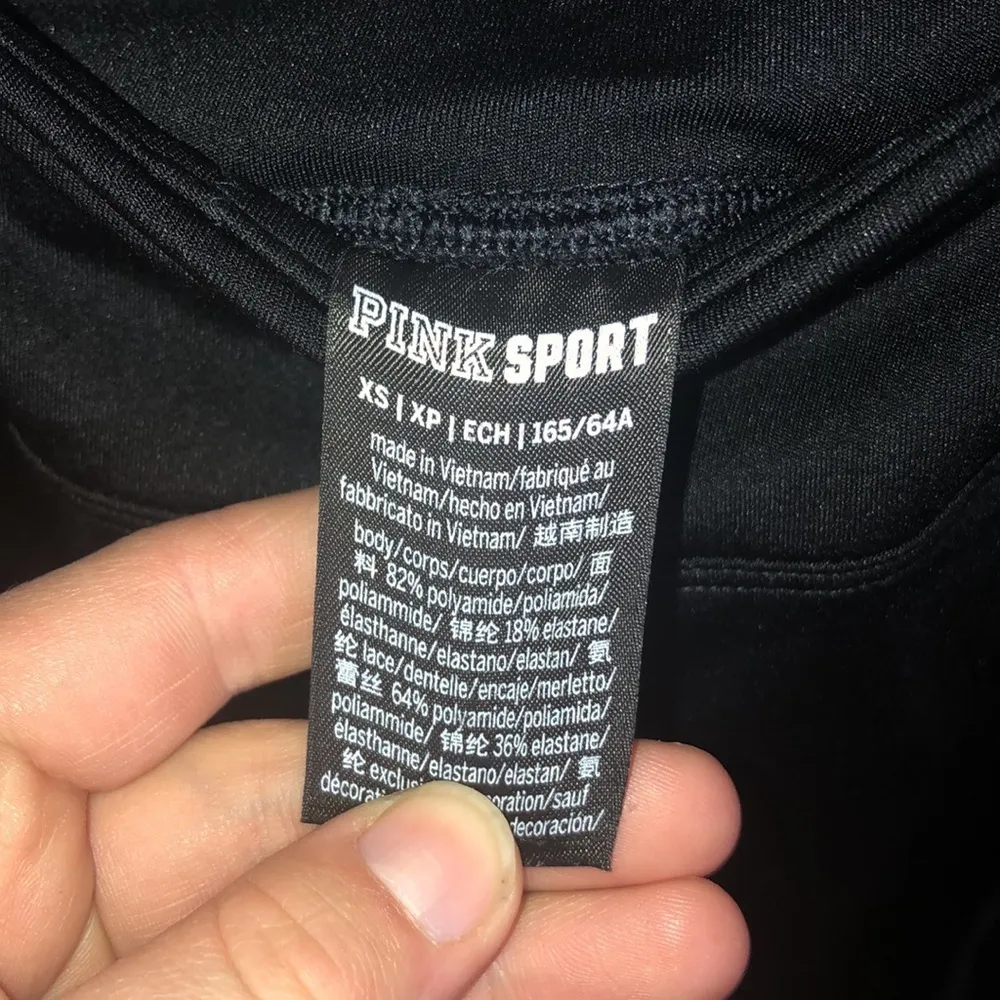 PINK SPORT
XS | XP | ECH | 165/64A
made in Vietnam/fabriqué au
Vietnam/hecho en Vietnam/
fabbricato in Vietnam/ 越南制造
body/corps/cuerpo/corpo/ 面
料 82% polyamide/poliamida/
poliammide/ 锦纶 18% elastane/
élasthanne/elastano/elastan/ 氨
纶 lace/dentelle/encaje/merletto/
蕾丝 64% polyamide/poliamida/
poliammide/ 锦纶 36% elastane/
élasthanne/elastano/elastan/ 氨
纶 /sauf
decoración/